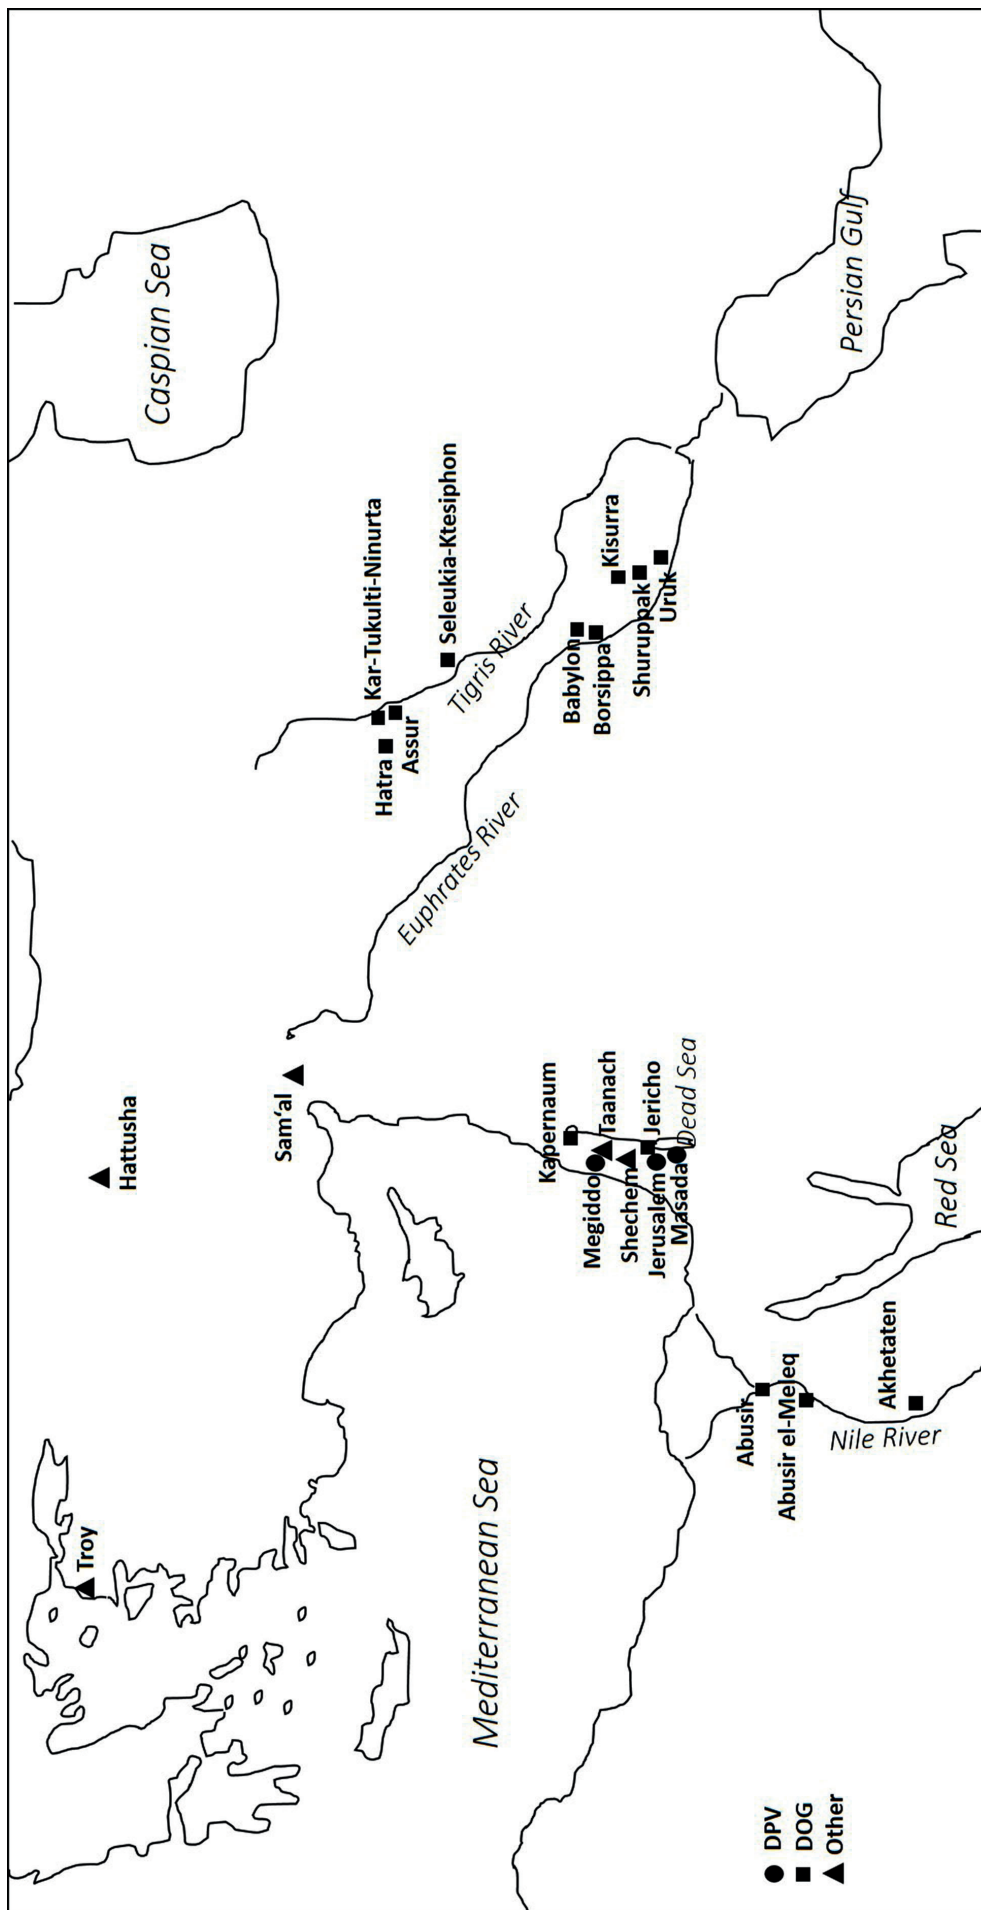 Caspian Sea
Troy
Hattusha
Sam‘al
Kar-Tukulti-Ninurta
Hatra
Assur
Seleukia-Ktesiphon
Tigris River
Euphrates River
Babylon
Borsippa
Kisurra
Shuruppak
Uruk
Persian Gulf
Mediterranean Sea
Kapernaum
Megiddo
Taanach
Shechem
Jericho
Jerusalem
Masada
Dead Sea
Abusir
Abusir el-Meleq
Nile River
Akhetaten
Red Sea
DPV
DOG
Other